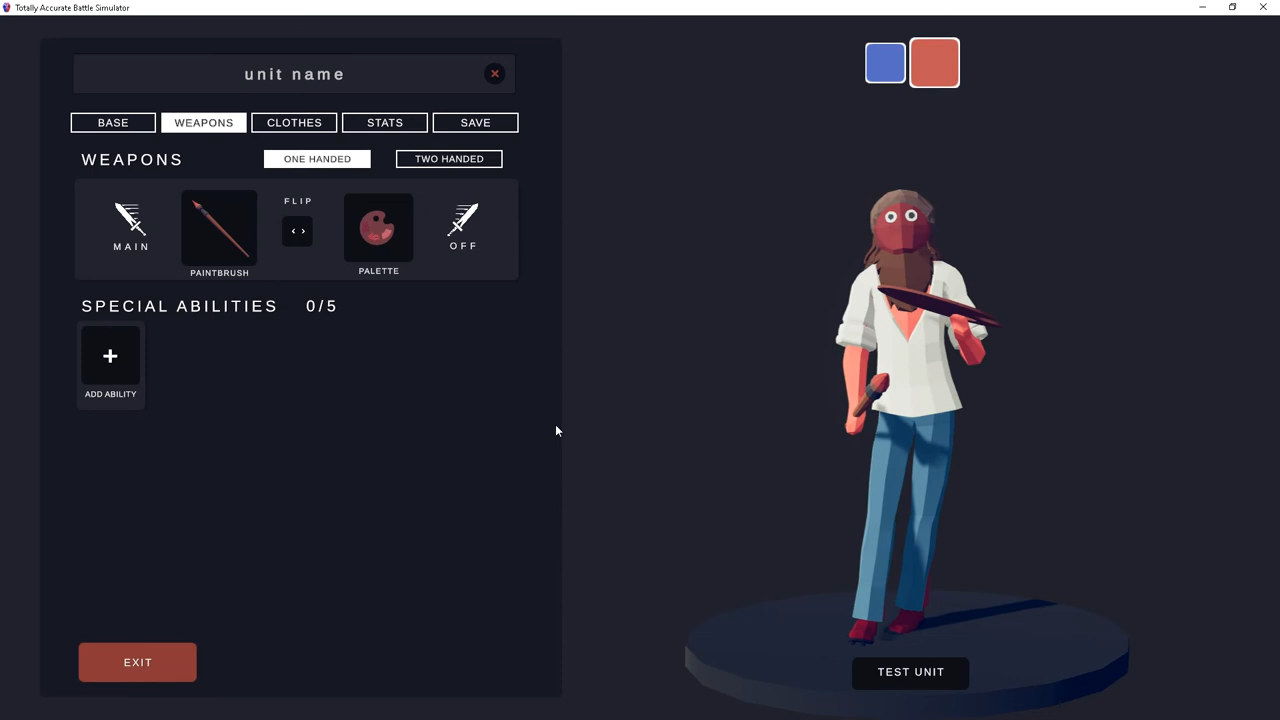 Totally Accurate Battle Simulator
unit name
BASE WEAPONS CLOTHES STATS SAVE
WEAPONS ONE HANDED TWO HANDED
FLIP
MAIN OFF
PAINTBRUSH PALETTE
SPECIAL ABILITIES 0/5
ADD ABILITY
EXIT
TEST UNIT